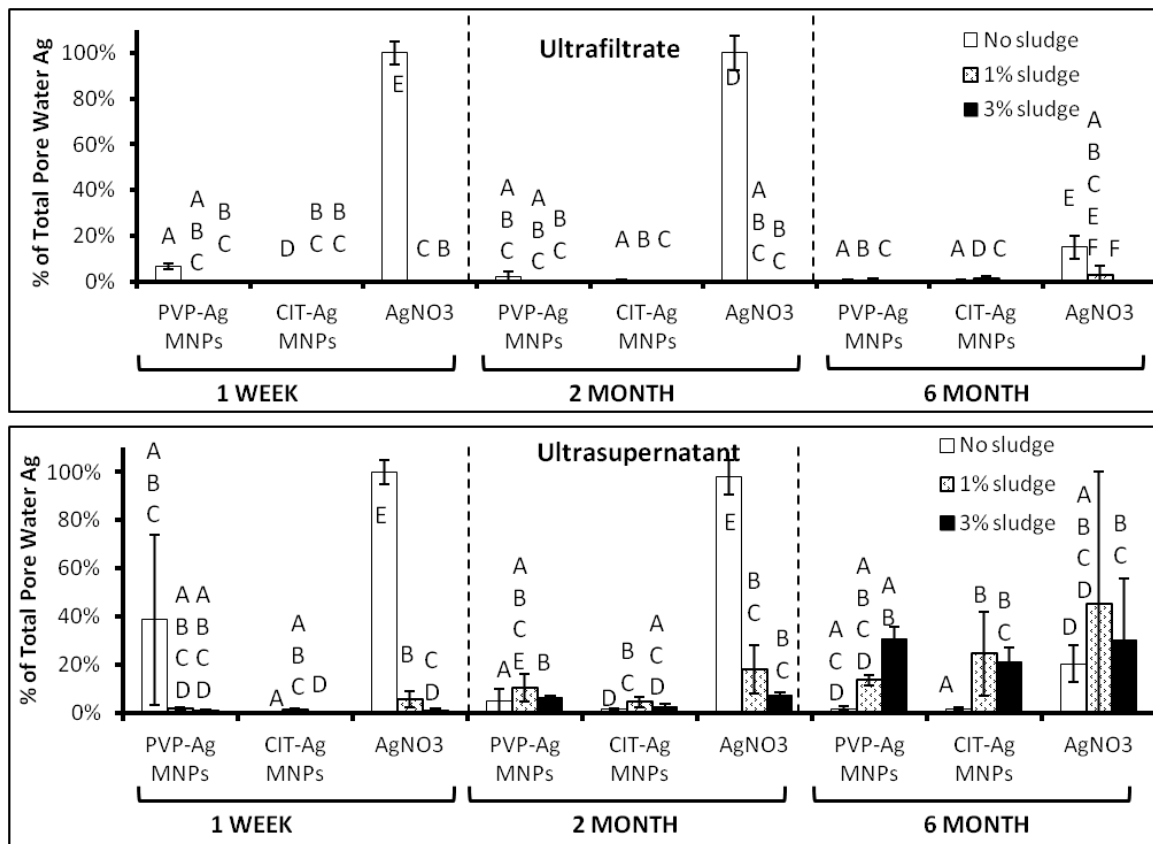 Ultrafiltrate
% of Total Pore Water Ag
100%
80%
60%
40%
20%
0%
No sludge
1% sludge
3% sludge
A
A
B
C
B
C
D
B
C
B
C
E
C B
A
B
C
A
B
C
B
C
A B C
D
A
B
C
B
C
A B C
A D C
E
A
B
C
E
F
F
PVP-Ag
MNPs
CIT-Ag
MNPs
AgNO3
PVP-Ag
MNPs
CIT-Ag
MNPs
AgNO3
PVP-Ag
MNPs
CIT-Ag
MNPs
AgNO3
1 WEEK
2 MONTH
6 MONTH
Ultrasupernatant
% of Total Pore Water Ag
100%
80%
60%
40%
20%
0%
No sludge
1% sludge
3% sludge
A
B
C
A
B
C
D
A
B
C
D
A
A
B
C
D
E
B
C
D
A
A
B
C
E
B
D
B
C
A
C
D
E
B
C
B
C
A
C
D
A
B
C
D
A
B
A
B
B
C
D
A
B
C
D
B
C
PVP-Ag
MNPs
CIT-Ag
MNPs
AgNO3
PVP-Ag
MNPs
CIT-Ag
MNPs
AgNO3
PVP-Ag
MNPs
CIT-Ag
MNPs
AgNO3
1 WEEK
2 MONTH
6 MONTH